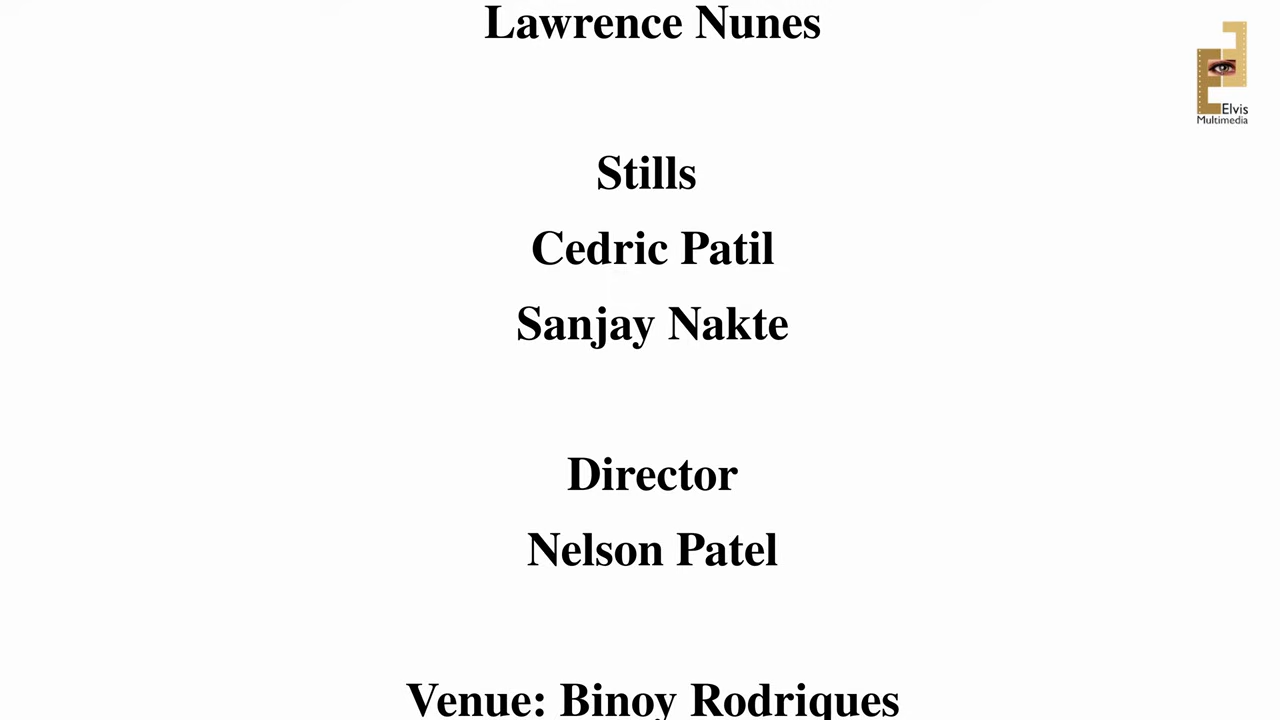 Lawrence Nunes
Stills
Cedric Patil
Sanjay Nakte
Director
Nelson Patel
Venue: Binoy Rodriques
Elvis
Multimedia